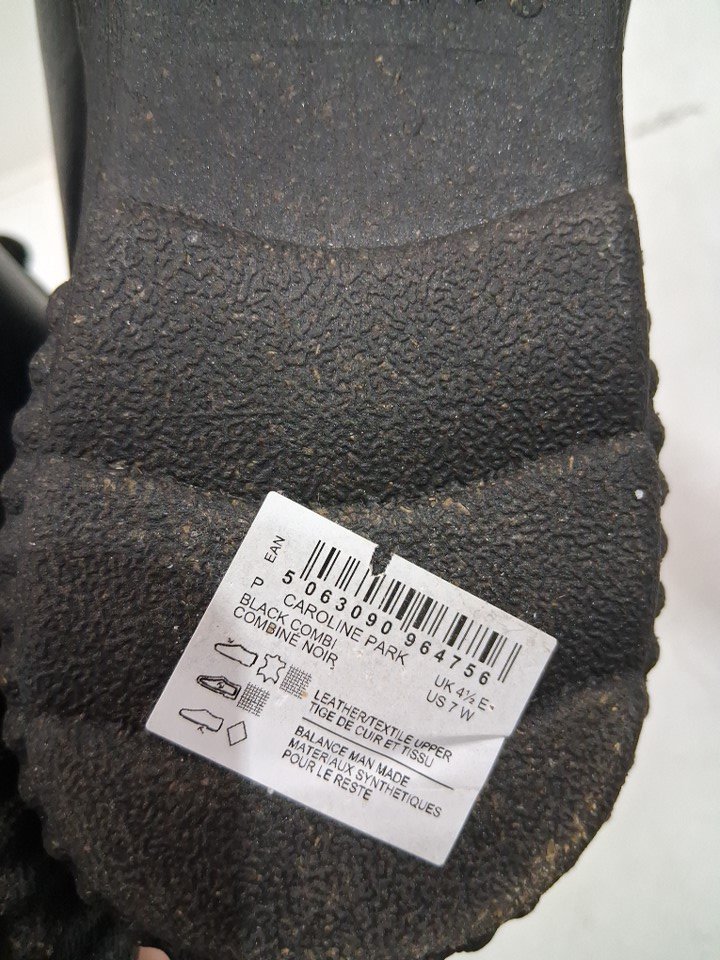 EAN
P 5 063090 964756
CAROLINE PARK
BLACK COMBI
COMBINE NOIR
UK 4½ E
US 7 W
LEATHER/TEXTILE UPPER
TIGE DE CUIR ET TISSU
BALANCE MAN MADE
MATERIAUX SYNTHETIQUES
POUR LE RESTE